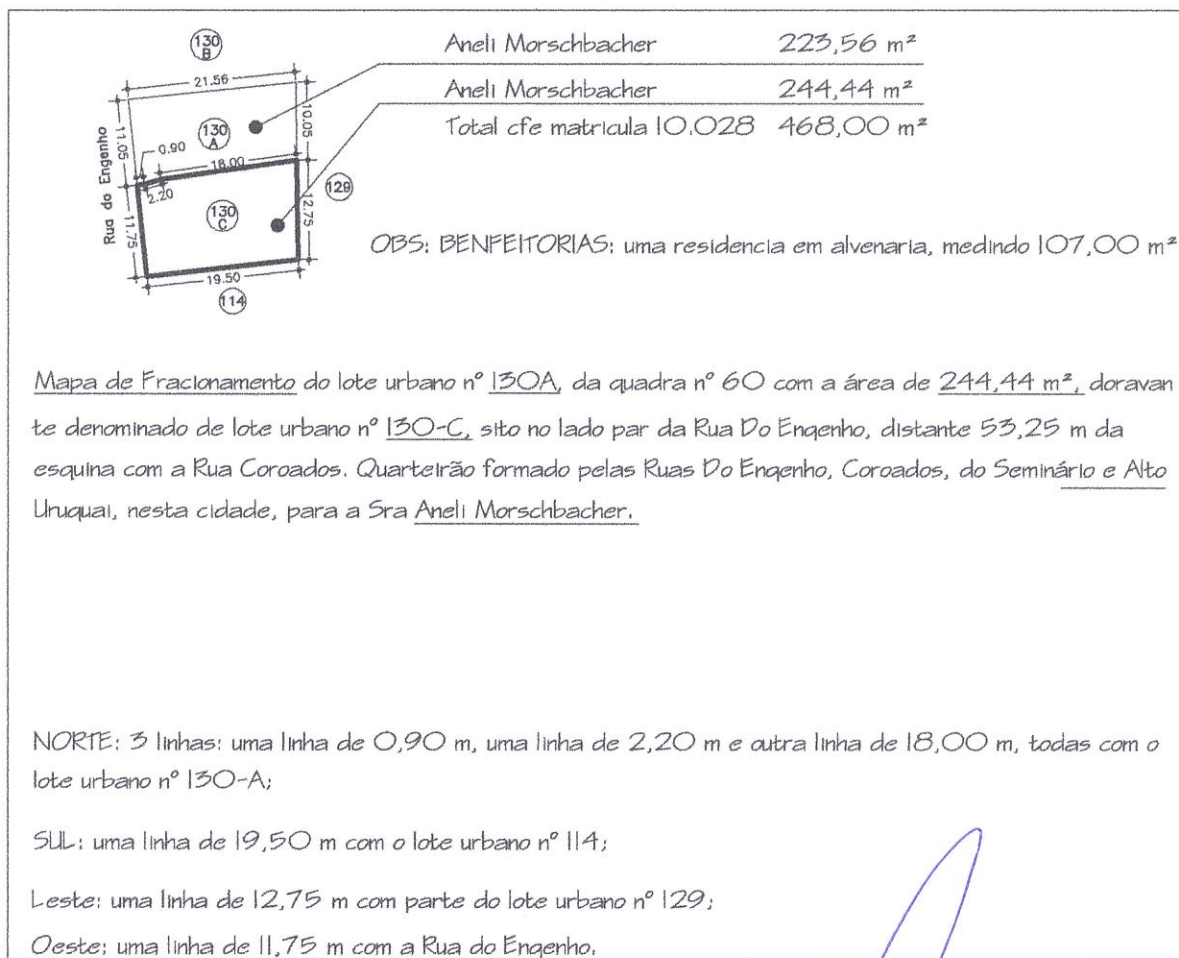 130 B
21.56
Aneli Morschbacher 223,56 m²
Aneli Morschbacher 244,44 m²
Total cfe matricula 10.028 468,00 m²
Rua do Engenho
11.05
0.90
130 A
10.05
18.00
2.20
129
130 C
11.75
12.75
19.50
114
OBS: BENFEITORIAS: uma residencia em alvenaria, medindo 107,00 m²
Mapa de Fracionamento do lote urbano nº 130A, da quadra nº 60 com a área de 244,44 m², doravan
te denominado de lote urbano nº 130-C, sito no lado par da Rua Do Engenho, distante 53,25 m da
esquina com a Rua Coroados. Quarteirão formado pelas Ruas Do Engenho, Coroados, do Seminário e Alto
Uruguai, nesta cidade, para a Sra Aneli Morschbacher.
NORTE: 3 linhas: uma linha de 0,90 m, uma linha de 2,20 m e outra linha de 18,00 m, todas com o
lote urbano nº 130-A;
SUL: uma linha de 19,50 m com o lote urbano nº 114;
Leste: uma linha de 12,75 m com parte do lote urbano nº 129;
Oeste: uma linha de 11,75 m com a Rua do Engenho.